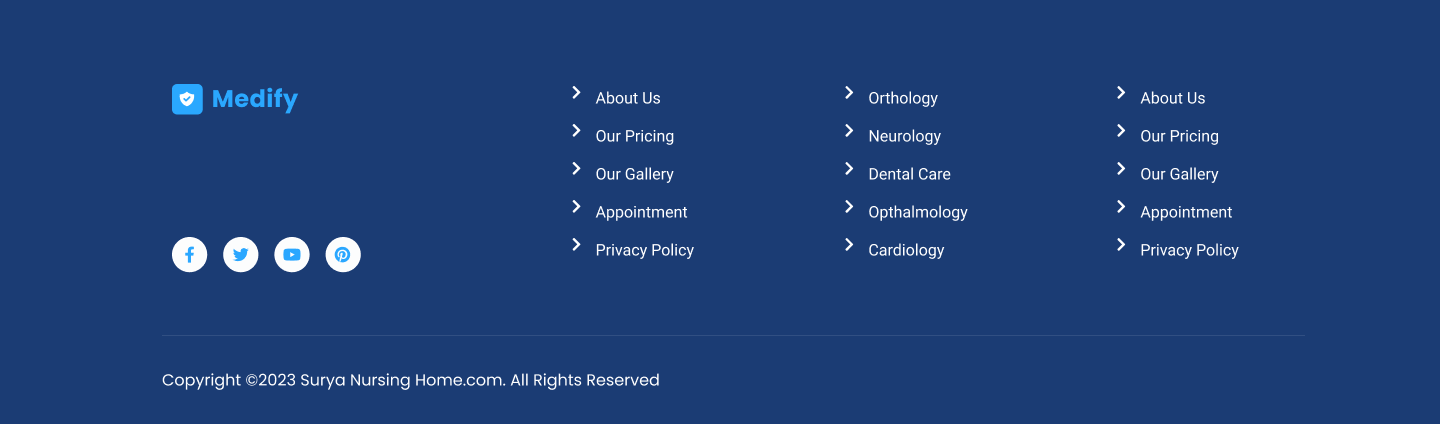 Medify
About Us
Our Pricing
Our Gallery
Appointment
Privacy Policy
Orthology
Neurology
Dental Care
Opthalmology
Cardiology
About Us
Our Pricing
Our Gallery
Appointment
Privacy Policy
Copyright ©2023 Surya Nursing Home.com. All Rights Reserved